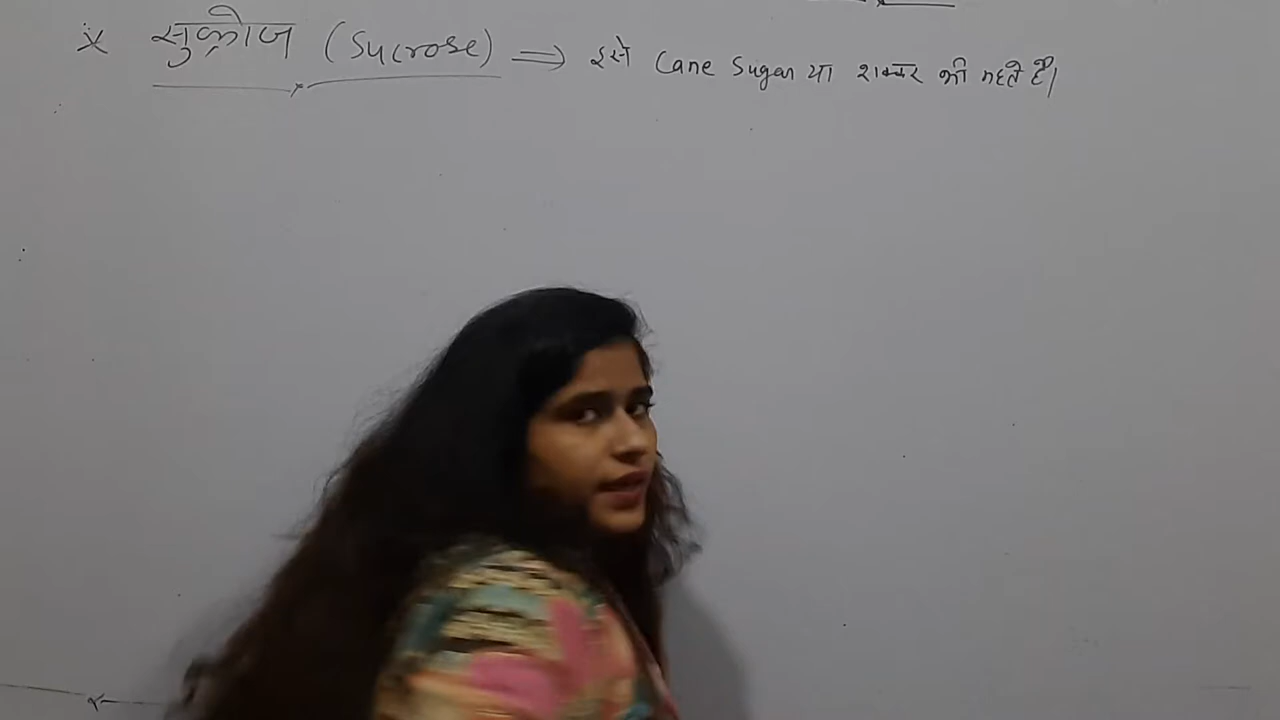 × सुक्रोज (Sucrose) ⇒ इसे Cane Sugar या शक्कर भी कहते हैं।